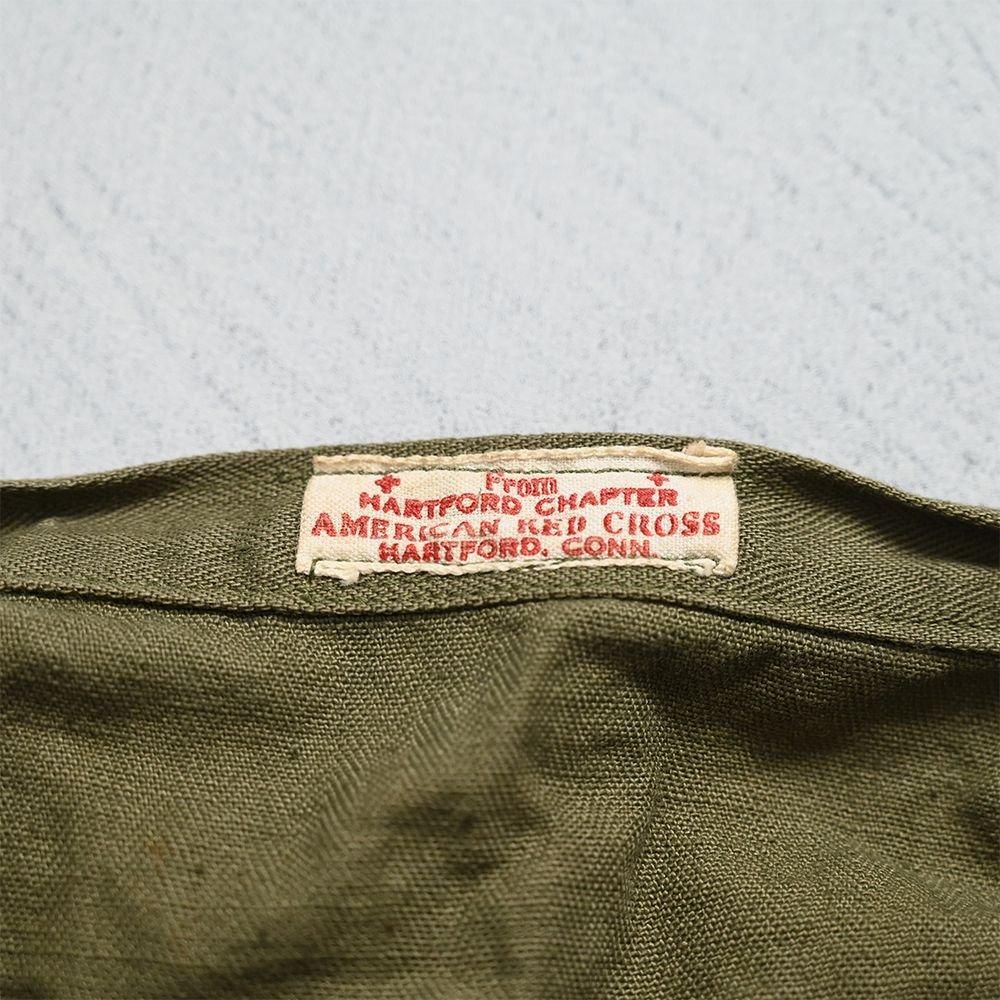 From
HARTFORD CHAPTER
AMERICAN RED CROSS
HARTFORD, CONN.